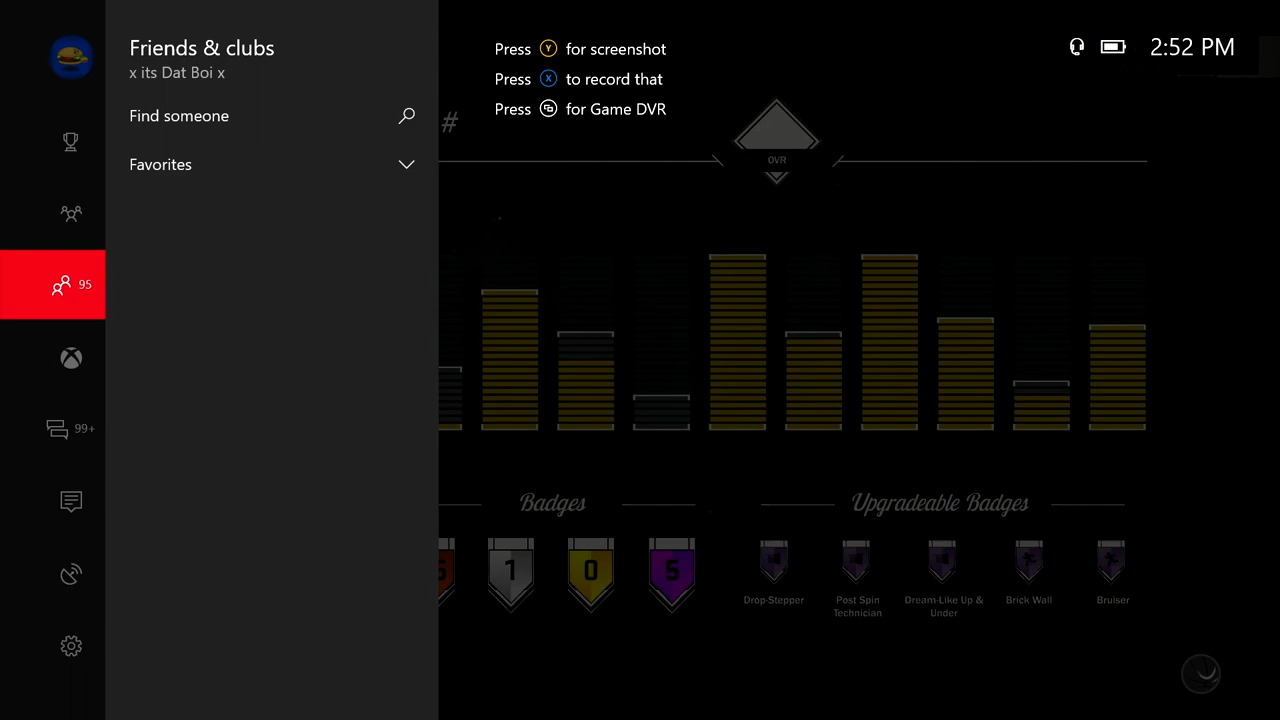 Friends & clubs
x its Dat Boi x
Find someone
Favorites
95
99+
Press Y for screenshot
Press X to record that
Press for Game DVR
2:52 PM
#
OVR
Badges
Upgradeable Badges
1
0
5
Drop-Stepper
Post Spin
Technician
Dream-Like Up &
Under
Brick Wall
Bruiser